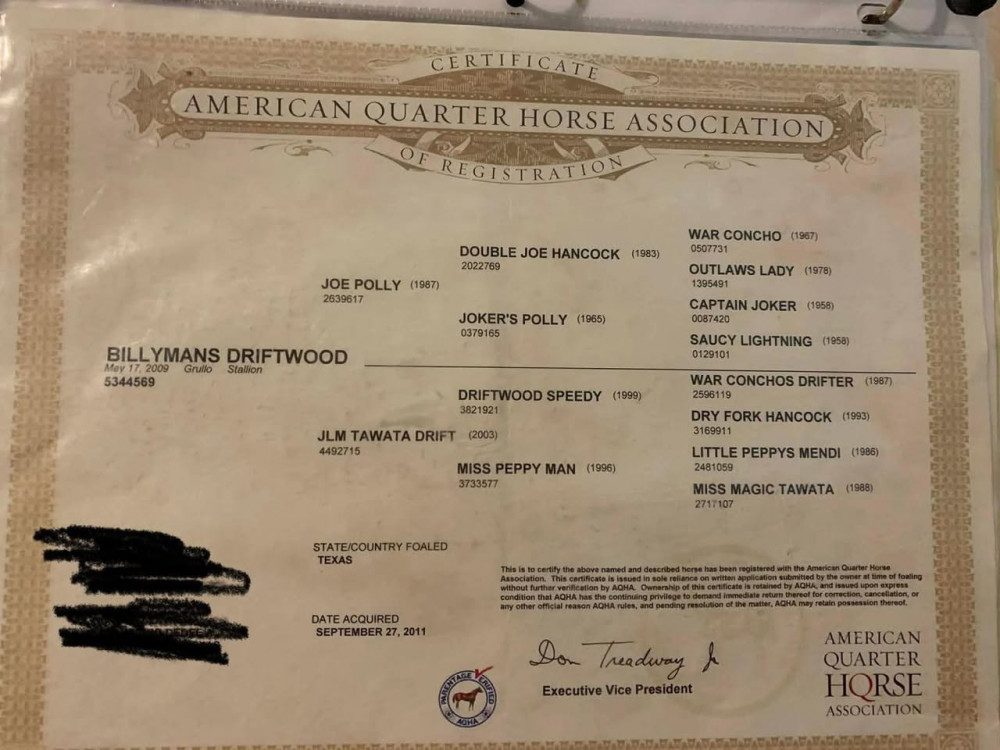 CERTIFICATE
AMERICAN QUARTER HORSE ASSOCIATION
OF REGISTRATION
WAR CONCHO (1967)
0507731
DOUBLE JOE HANCOCK (1983)
2022769
OUTLAWS LADY (1978)
1395491
JOE POLLY (1987)
2639617
CAPTAIN JOKER (1958)
0087420
JOKER'S POLLY (1965)
0379165
SAUCY LIGHTNING (1958)
0129101
BILLYMANS DRIFTWOOD
May 17, 2009 Grullo Stallion
5344569
WAR CONCHOS DRIFTER (1987)
2596119
DRIFTWOOD SPEEDY (1999)
3821921
DRY FORK HANCOCK (1993)
3169911
JLM TAWATA DRIFT (2003)
4492715
LITTLE PEPPYS MENDI (1986)
2481059
MISS PEPPY MAN (1996)
3733577
MISS MAGIC TAWATA (1988)
2717107
STATE/COUNTRY FOALED
TEXAS
DATE ACQUIRED
SEPTEMBER 27, 2011
This is to certify the above named and described horse has been registered with the American Quarter Horse
Association. This certificate is issued in sole reliance on written application submitted by the owner at time of foaling
without further verification by AQHA. Ownership of this certificate is retained by AQHA, and issued upon express
condition that AQHA has the continuing privilege to demand immediate return thereof for correction, cancellation, or
any other official reason AQHA rules, and pending resolution of the matter, AQHA may retain possession thereof.
Don Treadway Jr
Executive Vice President
PARENTAGE VERIFIED
AQHA
AMERICAN
QUARTER
HORSE
ASSOCIATION